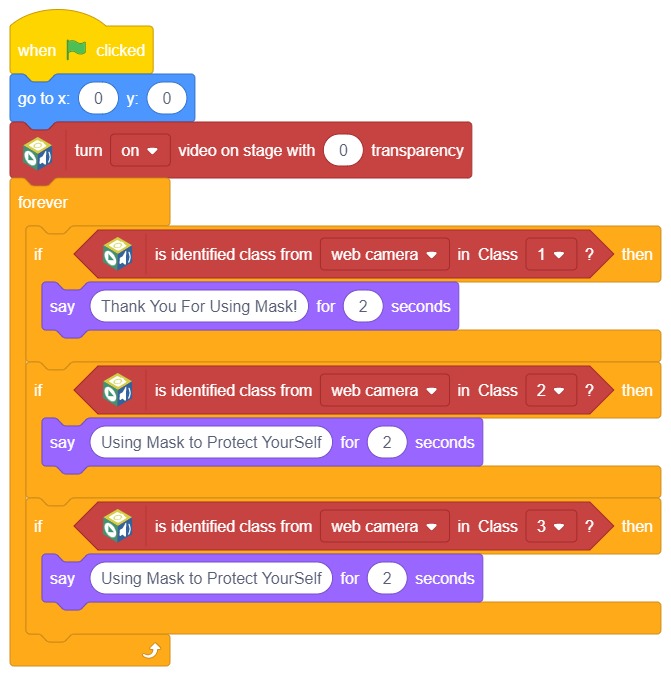 when clicked
go to x: 0 y: 0
turn on video on stage with 0 transparency
forever
if is identified class from web camera in Class 1 ? then
say Thank You For Using Mask! for 2 seconds
if is identified class from web camera in Class 2 ? then
say Using Mask to Protect YourSelf for 2 seconds
if is identified class from web camera in Class 3 ? then
say Using Mask to Protect YourSelf for 2 seconds